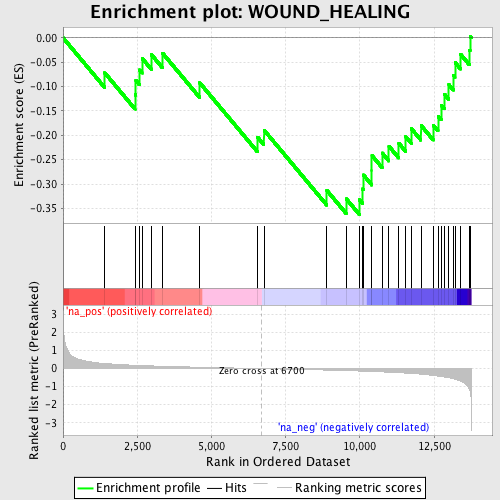 Enrichment plot: WOUND_HEALING
Enrichment score (ES)
0.00
-0.05
-0.10
-0.15
-0.20
-0.25
-0.30
-0.35
'na_pos' (positively correlated)
Ranked list metric (PreRanked)
3
2
1
0
-1
-2
-3
Zero cross at 6700
'na_neg' (negatively correlated)
0
2,500
5,000
7,500
10,000
12,500
Rank in Ordered Dataset
Enrichment profile
Hits
Ranking metric scores